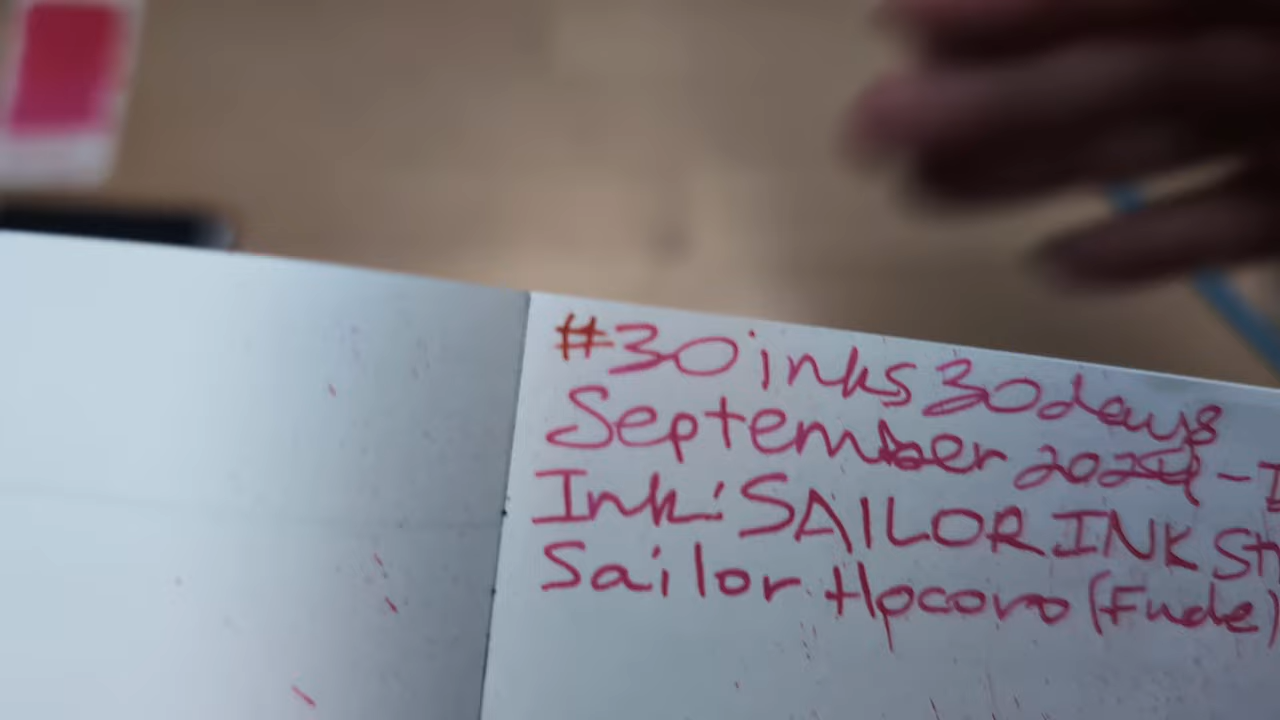 #30inks30days
September 2024 -
Ink: SAILOR INK
Sailor Hocoro (Fude)